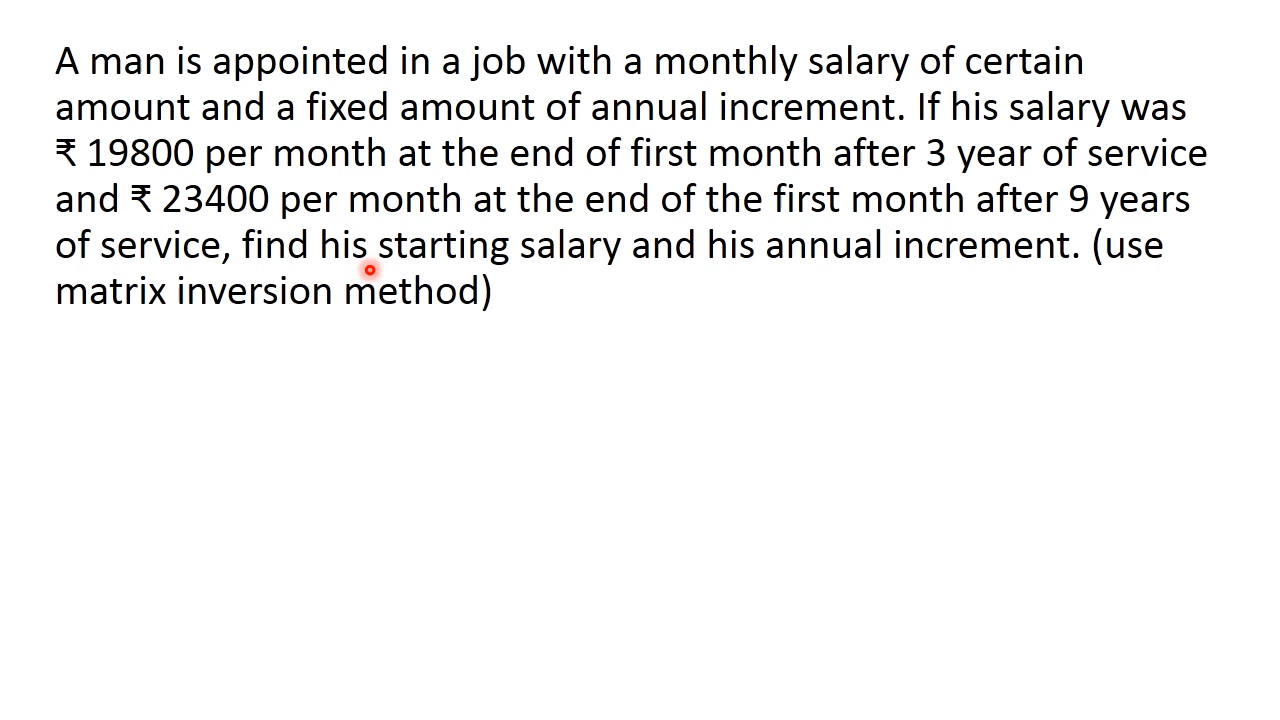 A man is appointed in a job with a monthly salary of certain
amount and a fixed amount of annual increment. If his salary was
₹ 19800 per month at the end of first month after 3 year of service
and ₹ 23400 per month at the end of the first month after 9 years
of service, find his starting salary and his annual increment. (use
matrix inversion method)